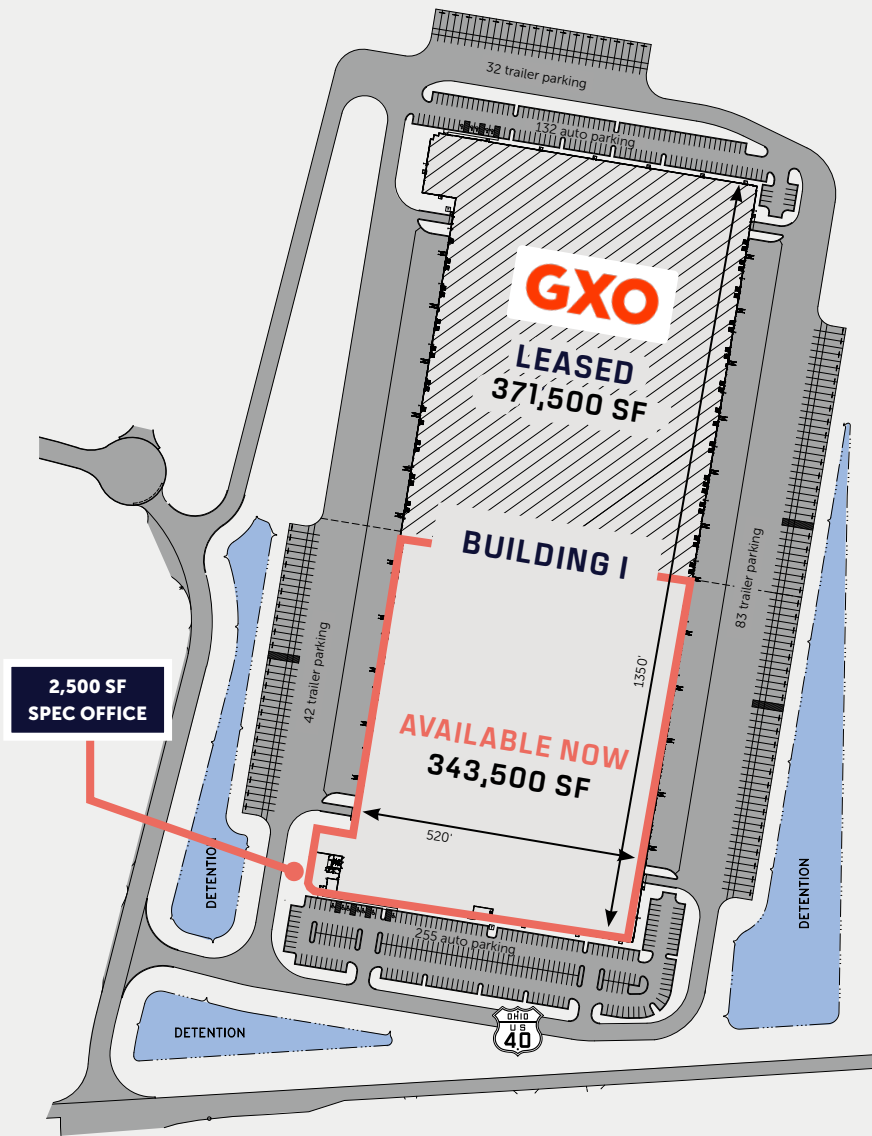 32 trailer parking
132 auto parking
GXO
LEASED
371,500 SF
BUILDING I
83 trailer parking
1350'
42 trailer parking
2,500 SF
SPEC OFFICE
AVAILABLE NOW
343,500 SF
520'
DETENTION
DETENTION
255 auto parking
OHIO
US
40
DETENTION